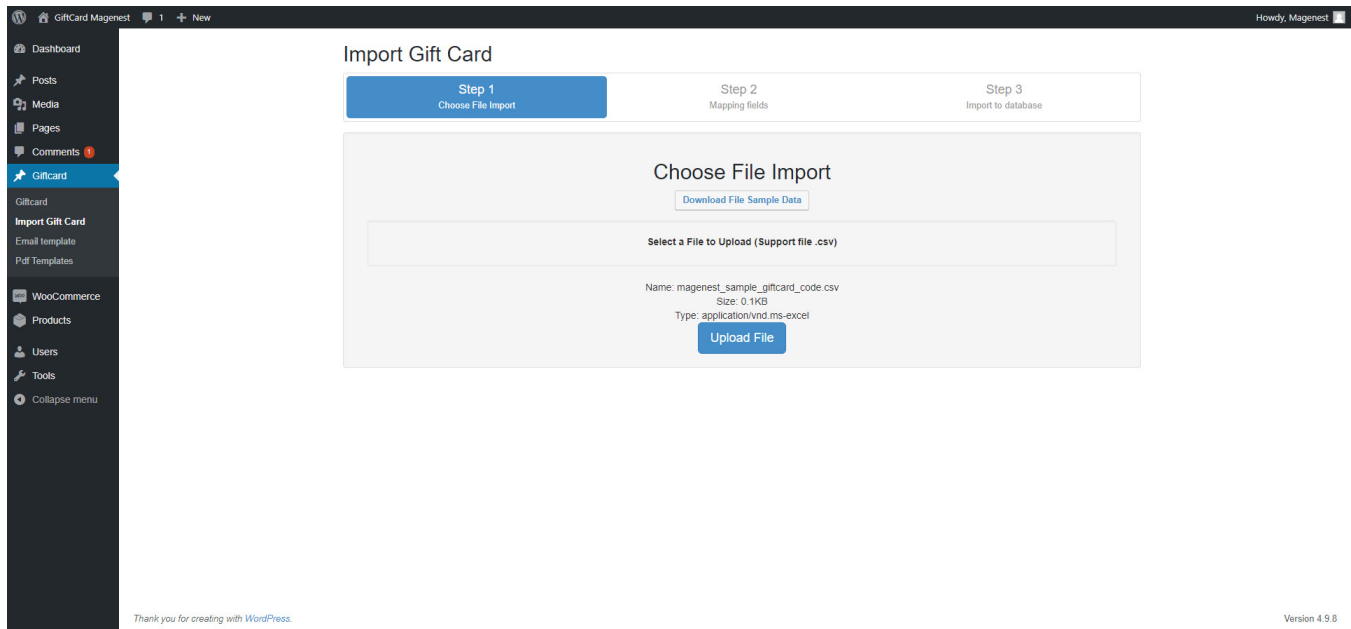 GiftCard Magenest 1 + New Howdy, Magenest
Dashboard
Posts
Media
Pages
Comments 1
Giftcard
Giftcard
Import Gift Card
Email template
Pdf Templates
WooCommerce
Products
Users
Tools
Collapse menu
Import Gift Card
Step 1
Choose File Import
Step 2
Mapping fields
Step 3
Import to database
Choose File Import
Download File Sample Data
Select a File to Upload (Support file .csv)
Name: magenest_sample_giftcard_code.csv
Size: 0.1KB
Type: application/vnd.ms-excel
Upload File
Thank you for creating with WordPress.
Version 4.9.8